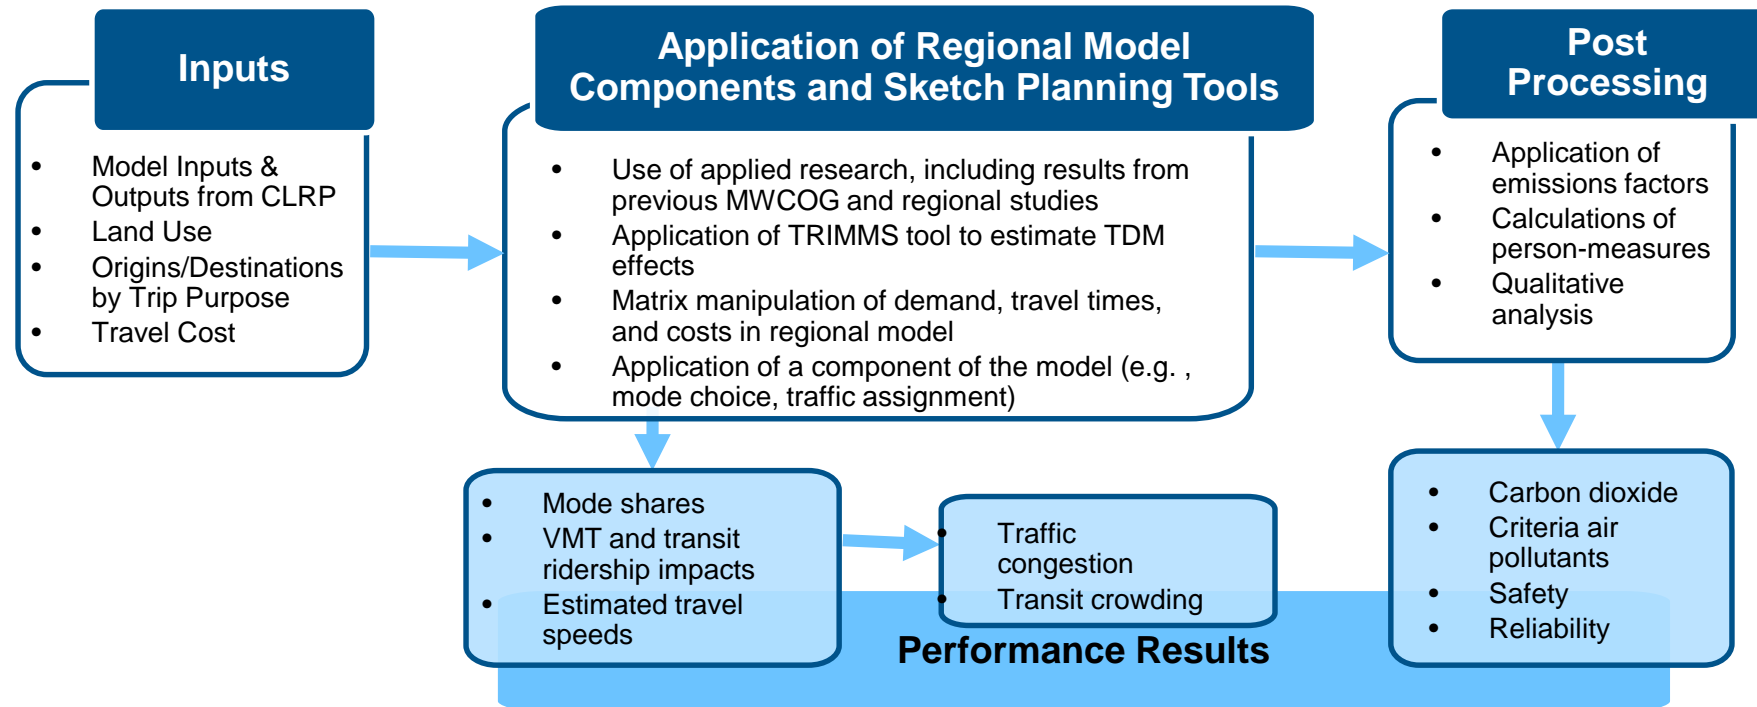 Inputs
• Model Inputs &
Outputs from CLRP
• Land Use
• Origins/Destinations
by Trip Purpose
• Travel Cost
Application of Regional Model
Components and Sketch Planning Tools
• Use of applied research, including results from
previous MWCOG and regional studies
• Application of TRIMMS tool to estimate TDM
effects
• Matrix manipulation of demand, travel times,
and costs in regional model
• Application of a component of the model (e.g. ,
mode choice, traffic assignment)
Post
Processing
• Application of
emissions factors
• Calculations of
person-measures
• Qualitative
analysis
• Mode shares
• VMT and transit
ridership impacts
• Estimated travel
speeds
• Traffic
congestion
• Transit crowding
• Carbon dioxide
• Criteria air
pollutants
• Safety
• Reliability
Performance Results